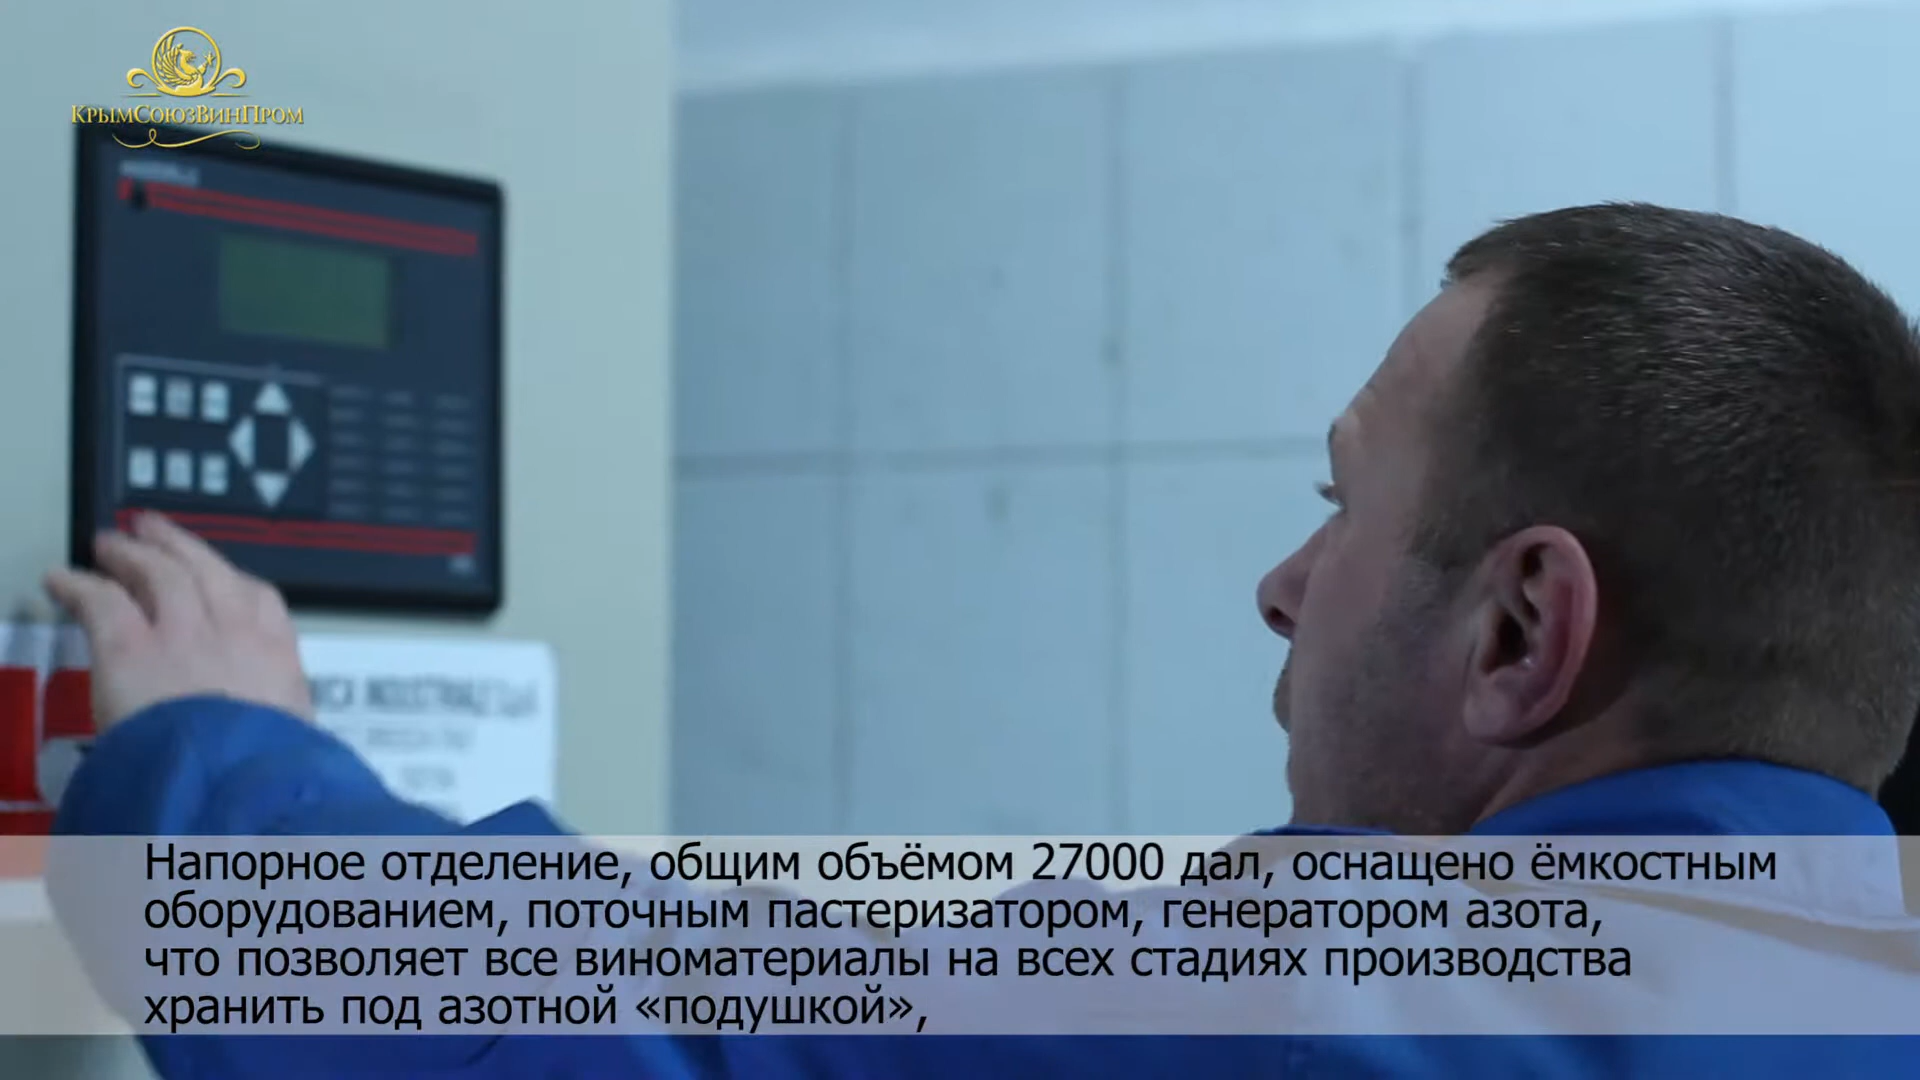 КрымСоюзВинПром
Напорное отделение, общим объёмом 27000 дал, оснащено ёмкостным
оборудованием, поточным пастеризатором, генератором азота,
что позволяет все виноматериалы на всех стадиях производства
хранить под азотной «подушкой»,